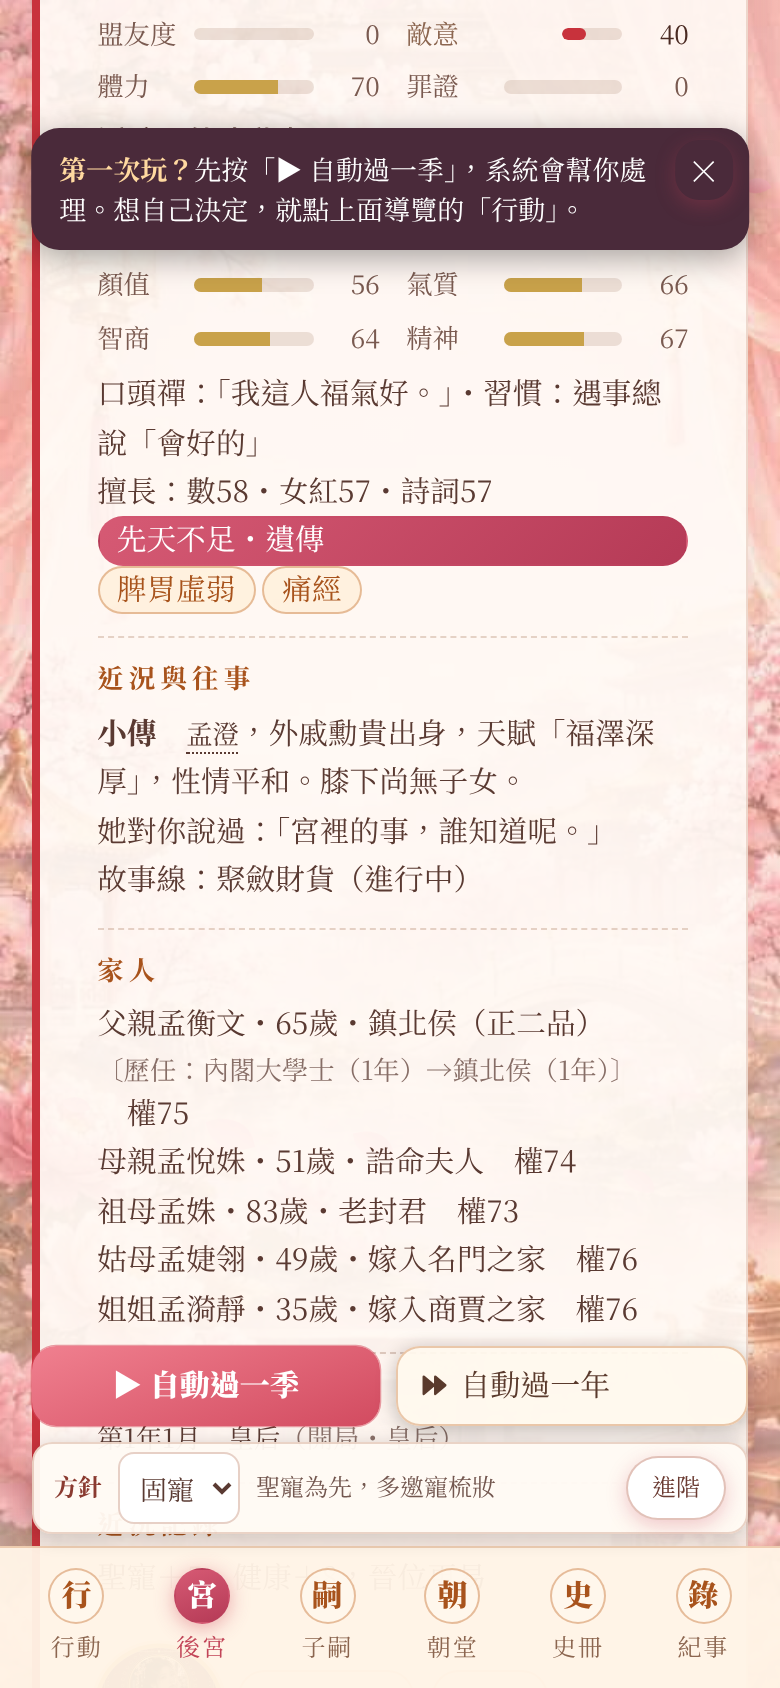 盟友度 0 敵意 40
體力 70 罪證 0
第一次玩？先按「▶ 自動過一季」，系統會幫你處
理。想自己決定，就點上面導覽的「行動」。
顏值 56 氣質 66
智商 64 精神 67
口頭禪：「我這人福氣好。」・習慣：遇事總
說「會好的」
擅長：數58・女紅57・詩詞57
先天不足・遺傳
脾胃虛弱 痛經
近況與往事
小傳　孟澄，外戚勳貴出身，天賦「福澤深
厚」，性情平和。膝下尚無子女。
她對你說過：「宮裡的事，誰知道呢。」
故事線：聚斂財貨（進行中）
家人
父親孟衡文・65歲・鎮北侯（正二品）
〔歷任：內閣大學士（1年）→鎮北侯（1年）〕
權75
母親孟悅姝・51歲・誥命夫人　權74
祖母孟姝・83歲・老封君　權73
姑母孟婕翎・49歲・嫁入名門之家　權76
姐姐孟漪靜・35歲・嫁入商賈之家　權76
▶ 自動過一季 自動過一年
第1年1月　皇后（開局・皇后）
方針 固寵 聖寵為先，多邀寵梳妝 進階
行 宮 嗣 朝 史 錄
行動 後宮 子嗣 朝堂 史冊 紀事